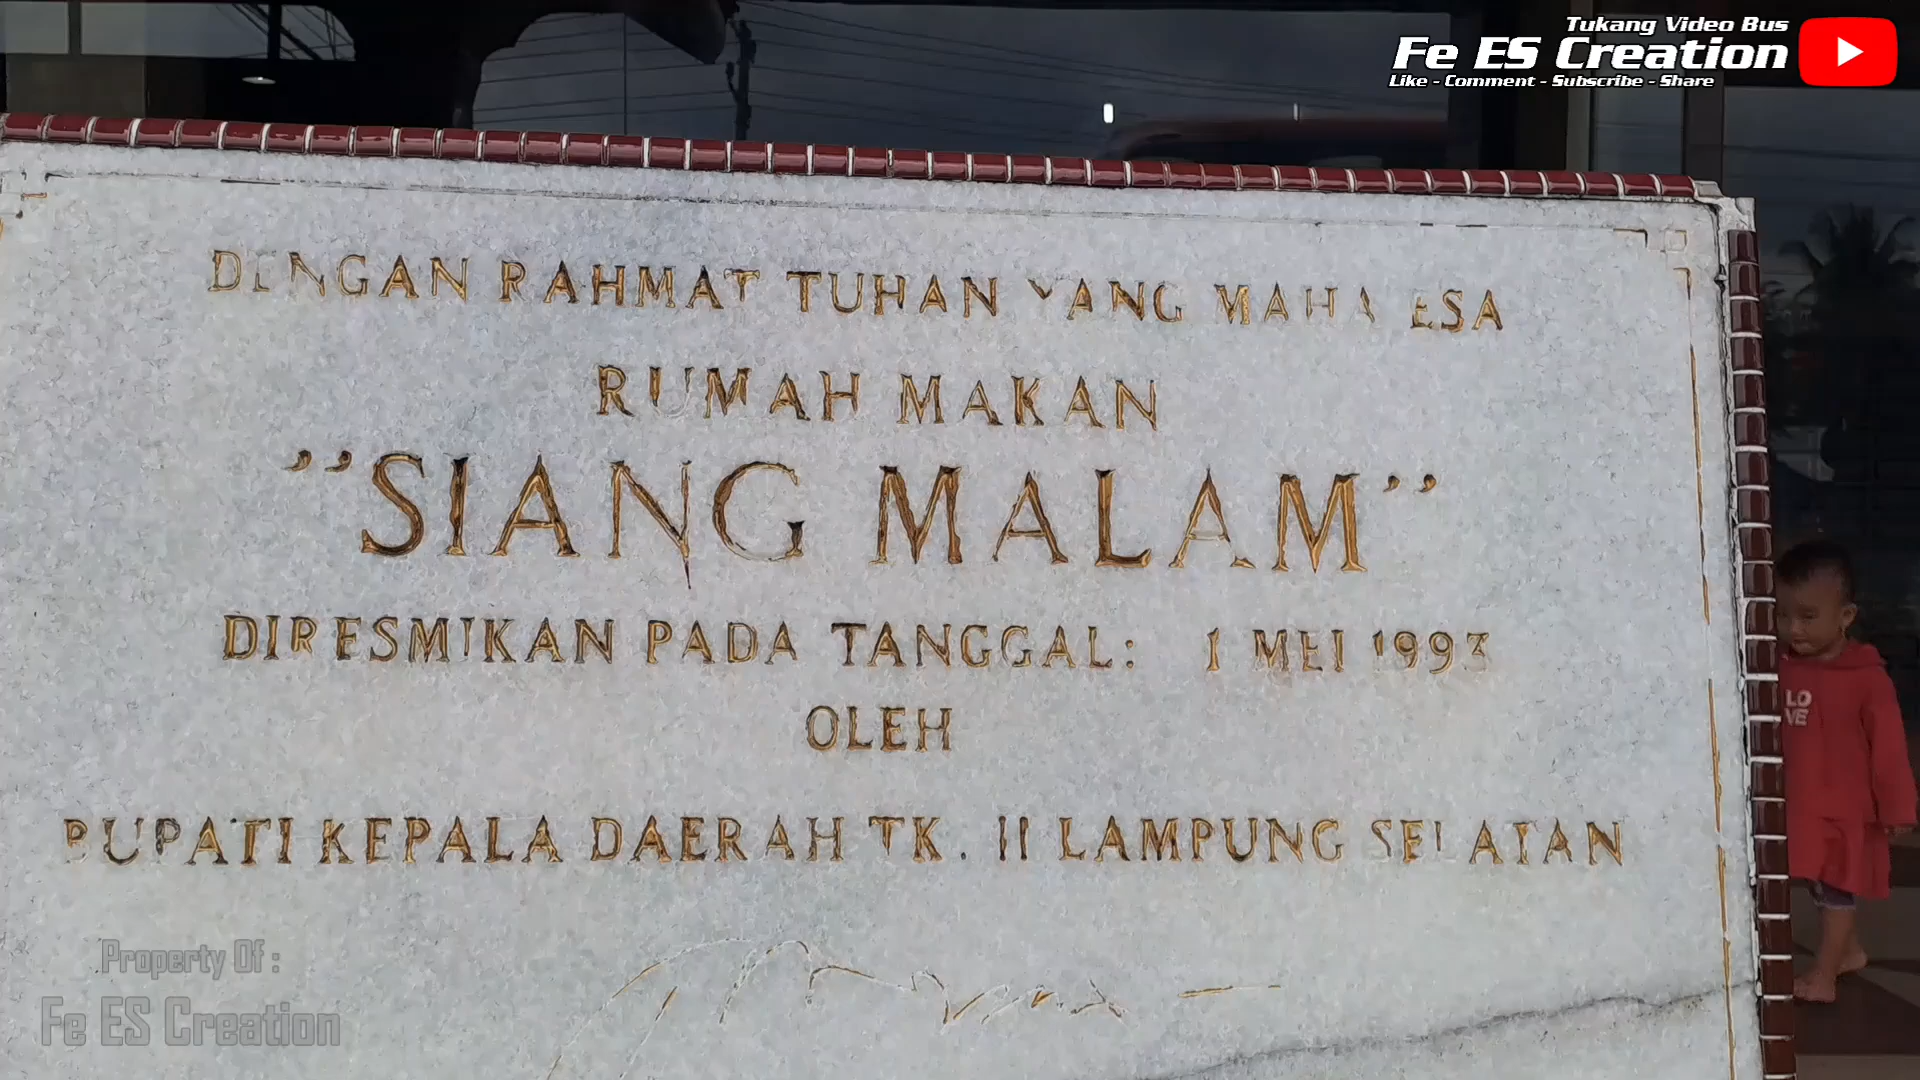 Tukang Video Bus
Fe ES Creation
Like - Comment - Subscribe - Share
DENGAN RAHMAT TUHAN YANG MAHA ESA
RUMAH MAKAN
’’SIANG MALAM’’
DIRESMIKAN PADA TANGGAL: 1 MEI 1993
OLEH
BUPATI KEPALA DAERAH TK. II LAMPUNG SELATAN
LO
VE
Property Of :
Fe ES Creation